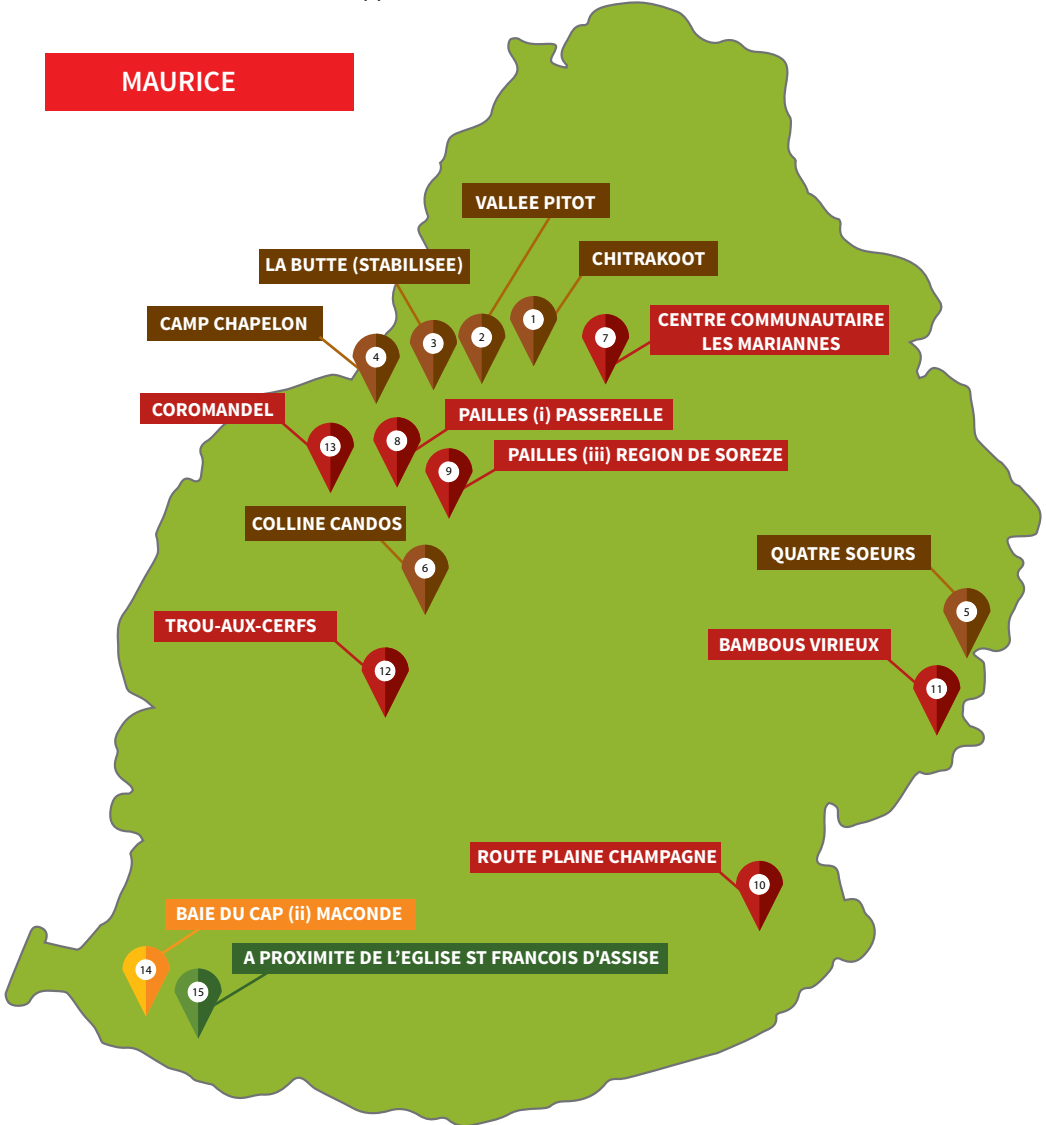 MAURICE
VALLEE PITOT
CHITRAKOOT
LA BUTTE (STABILISEE)
CAMP CHAPELON
CENTRE COMMUNAUTAIRE
LES MARIANNES
1
2
3
4
7
COROMANDEL
PAILLES (i) PASSERELLE
PAILLES (iii) REGION DE SOREZE
13
8
9
COLLINE CANDOS
6
QUATRE SOEURS
5
TROU-AUX-CERFS
12
BAMBOUS VIRIEUX
11
ROUTE PLAINE CHAMPAGNE
10
BAIE DU CAP (ii) MACONDE
14
A PROXIMITE DE L’EGLISE ST FRANCOIS D'ASSISE
15